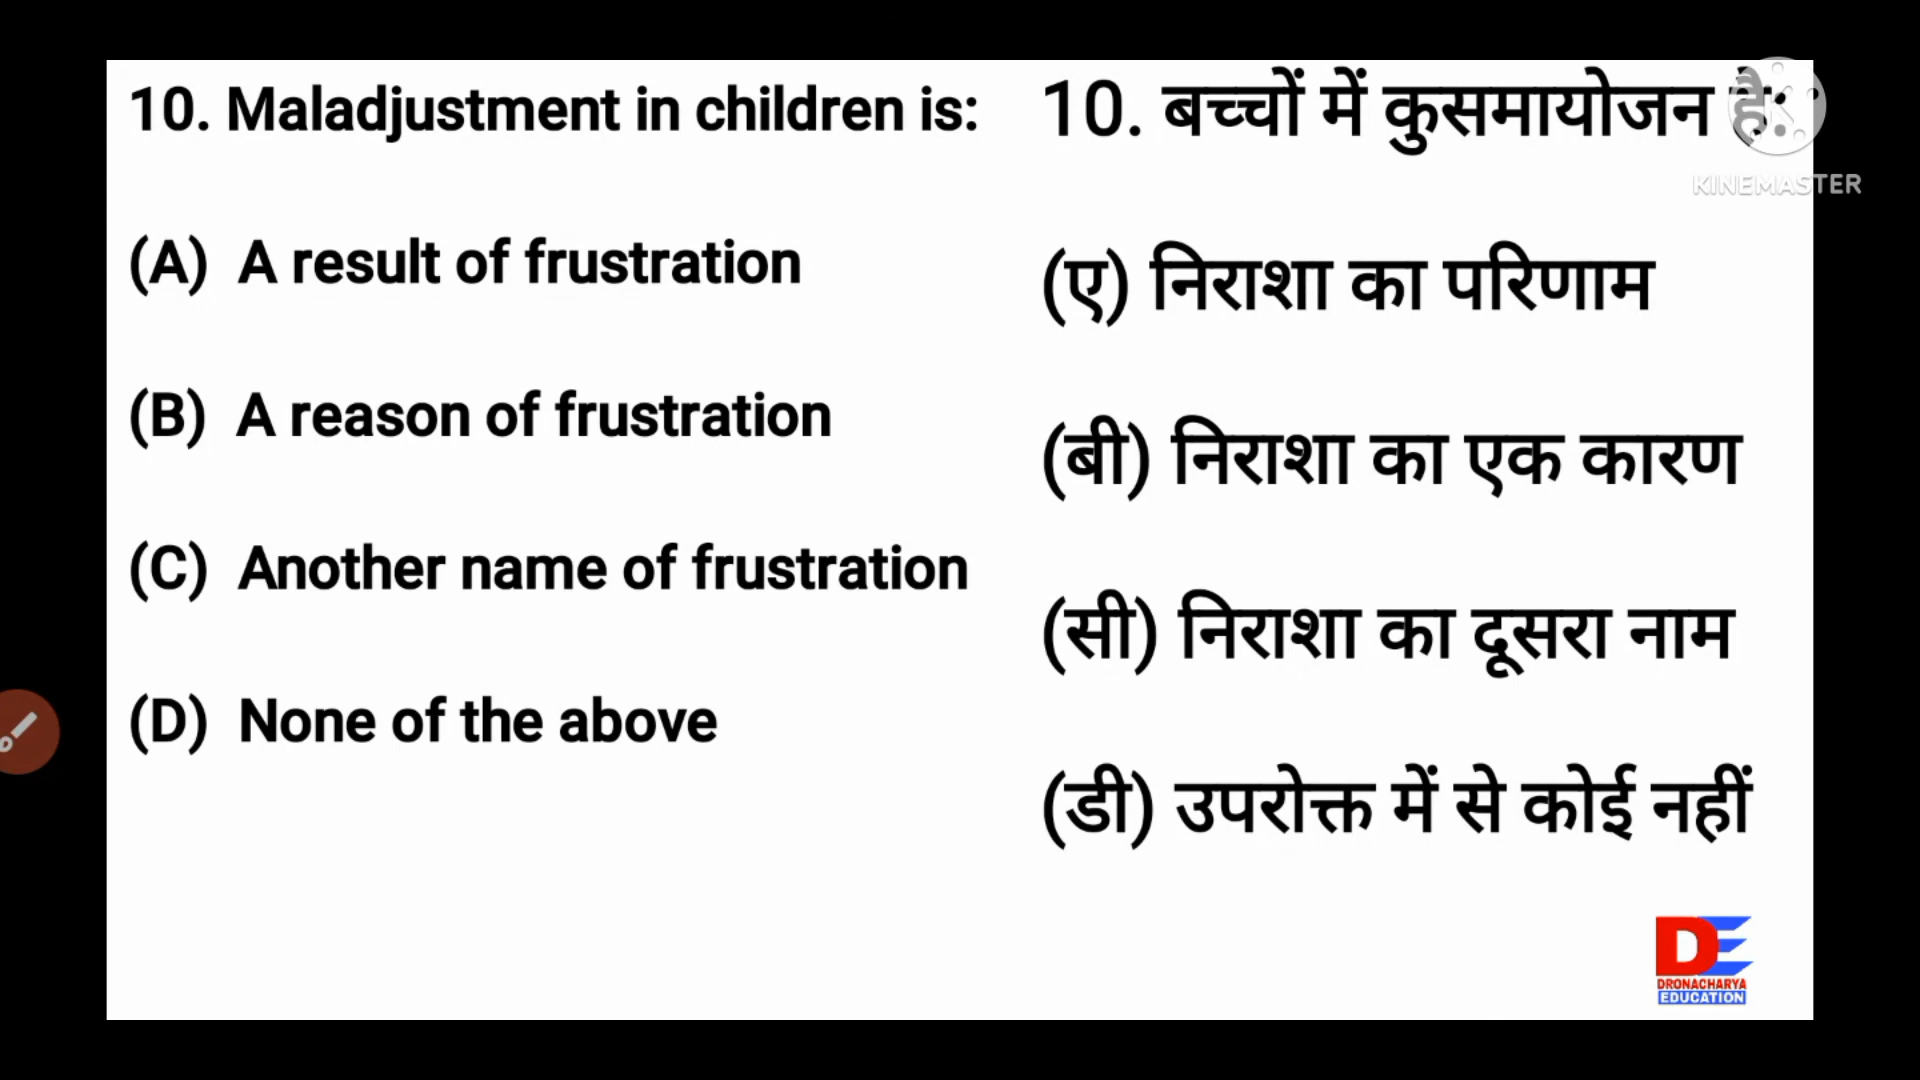 10. Maladjustment in children is:
(A) A result of frustration
(B) A reason of frustration
(C) Another name of frustration
(D) None of the above
10. बच्चों में कुसमायोजन है:
(ए) निराशा का परिणाम
(बी) निराशा का एक कारण
(सी) निराशा का दूसरा नाम
(डी) उपरोक्त में से कोई नहीं
KINEMASTER
DE
DRONACHARYA
EDUCATION